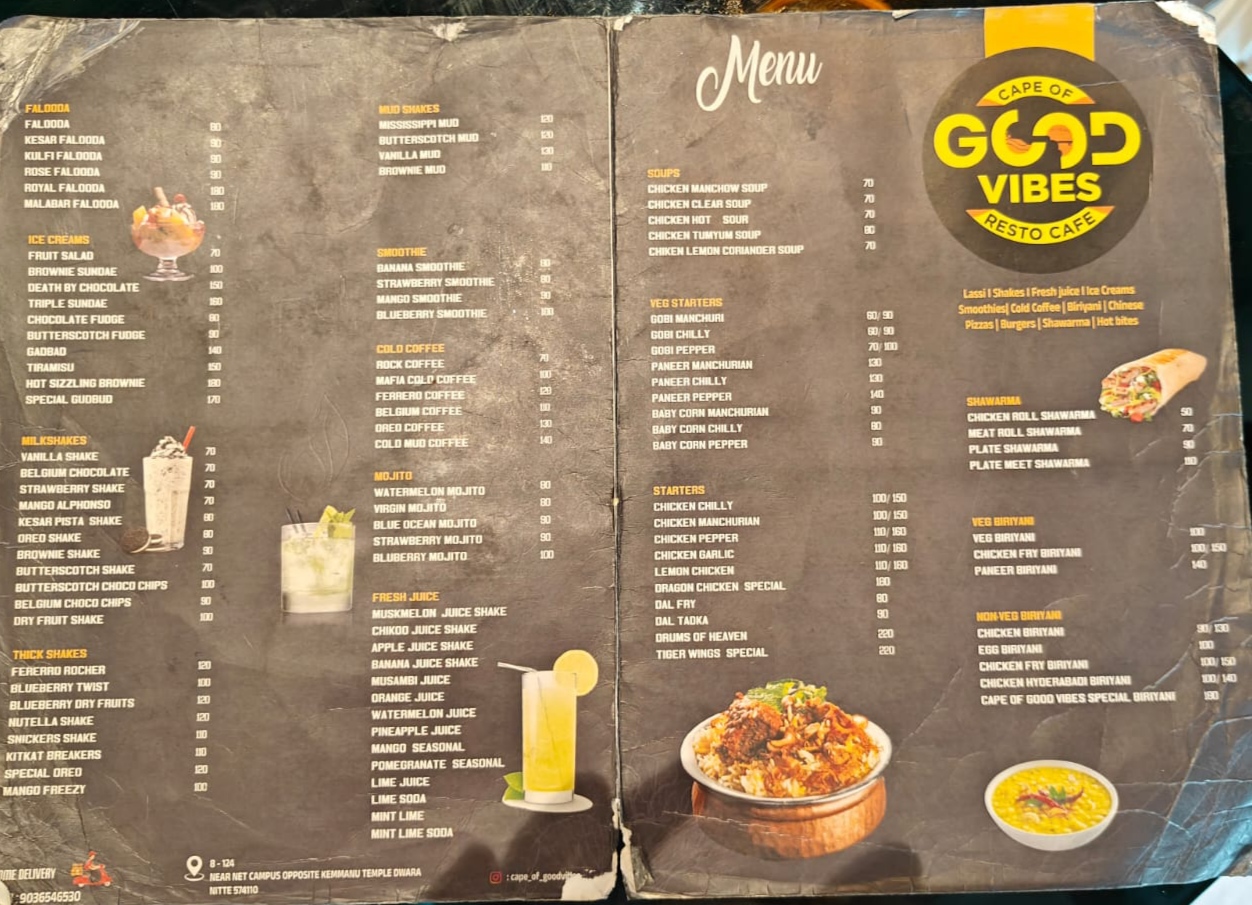 FALOODA
FALOODA 80
KESAR FALOODA 90
KULFI FALOODA 90
ROSE FALOODA 90
ROYAL FALOODA 180
MALABAR FALOODA 180
ICE CREAMS
FRUIT SALAD 70
BROWNIE SUNDAE 100
DEATH BY CHOCOLATE 150
TRIPLE SUNDAE 160
CHOCOLATE FUDGE
BUTTERSCOTCH FUDGE 90
GADBAD 140
TIRAMISU 150
HOT SIZZLING BROWNIE 180
SPECIAL GUDBUD 170
MILKSHAKES
VANILLA SHAKE 70
BELGIUM CHOCOLATE 70
STRAWBERRY SHAKE 70
MANGO ALPHONSO 70
KESAR PISTA SHAKE 80
OREO SHAKE 80
BROWNIE SHAKE 90
BUTTERSCOTCH SHAKE 70
BUTTERSCOTCH CHOCO CHIPS 100
BELGIUM CHOCO CHIPS 90
DRY FRUIT SHAKE 100
THICK SHAKES
FERERRO ROCHER 120
BLUEBERRY TWIST 100
BLUEBERRY DRY FRUITS 120
NUTELLA SHAKE 120
SNICKERS SHAKE 110
KITKAT BREAKERS 110
SPECIAL OREO 120
MANGO FREEZY 100
OME DELIVERY
: 9036546530
8 - 124
NEAR NET CAMPUS OPPOSITE KEMMANU TEMPLE DWARA
NITTE 574110
MUD SHAKES
MISSISSIPPI MUD 120
BUTTERSCOTCH MUD 120
VANILLA MUD 130
BROWNIE MUD 110
SMOOTHIE
BANANA SMOOTHIE
STRAWBERRY SMOOTHIE
MANGO SMOOTHIE 90
BLUEBERRY SMOOTHIE 100
COLD COFFEE
ROCK COFFEE 70
MAFIA COLD COFFEE 100
FERRERO COFFEE 120
BELGIUM COFFEE 110
OREO COFFEE 130
COLD MUD COFFEE 140
MOJITO
WATERMELON MOJITO 80
VIRGIN MOJITO 80
BLUE OCEAN MOJITO 90
STRAWBERRY MOJITO 90
BLUBERRY MOJITO 100
FRESH JUICE
MUSKMELON JUICE SHAKE
CHIKOO JUICE SHAKE
APPLE JUICE SHAKE
BANANA JUICE SHAKE
MUSAMBI JUICE
ORANGE JUICE
WATERMELON JUICE
PINEAPPLE JUICE
MANGO SEASONAL
POMEGRANATE SEASONAL
LIME JUICE
LIME SODA
MINT LIME
MINT LIME SODA
: cape_of_goodvibes
Menu
SOUPS
CHICKEN MANCHOW SOUP 70
CHICKEN CLEAR SOUP 70
CHICKEN HOT SOUR 70
CHICKEN TUMYUM SOUP 80
CHIKEN LEMON CORIANDER SOUP 70
VEG STARTERS
GOBI MANCHURI 60/ 90
GOBI CHILLY 60/ 90
GOBI PEPPER 70/ 100
PANEER MANCHURIAN 130
PANEER CHILLY 130
PANEER PEPPER 140
BABY CORN MANCHURIAN 90
BABY CORN CHILLY
BABY CORN PEPPER 90
STARTERS
CHICKEN CHILLY 100/ 150
CHICKEN MANCHURIAN 100/ 150
CHICKEN PEPPER 110/ 160
CHICKEN GARLIC 110/ 160
LEMON CHICKEN 110/ 160
DRAGON CHICKEN SPECIAL 180
DAL FRY 80
DAL TADKA 90
DRUMS OF HEAVEN 220
TIGER WINGS SPECIAL 220
CAPE OF
GOOD
VIBES
RESTO CAFE
Lassi I Shakes I Fresh juice I Ice Creams
Smoothies| Cold Coffee | Biriyani | Chinese
Pizzas | Burgers | Shawarma | Hot bites
SHAWARMA
CHICKEN ROLL SHAWARMA 50
MEAT ROLL SHAWARMA 70
PLATE SHAWARMA 90
PLATE MEET SHAWARMA 110
VEG BIRIYANI
VEG BIRIYANI 100
CHICKEN FRY BIRIYANI 100/ 150
PANEER BIRIYANI 140
NON-VEG BIRIYANI
CHICKEN BIRIYANI 90/ 130
EGG BIRIYANI 100
CHICKEN FRY BIRIYANI 100/ 150
CHICKEN HYDERABADI BIRIYANI 100/ 140
CAPE OF GOOD VIBES SPECIAL BIRIYANI 180